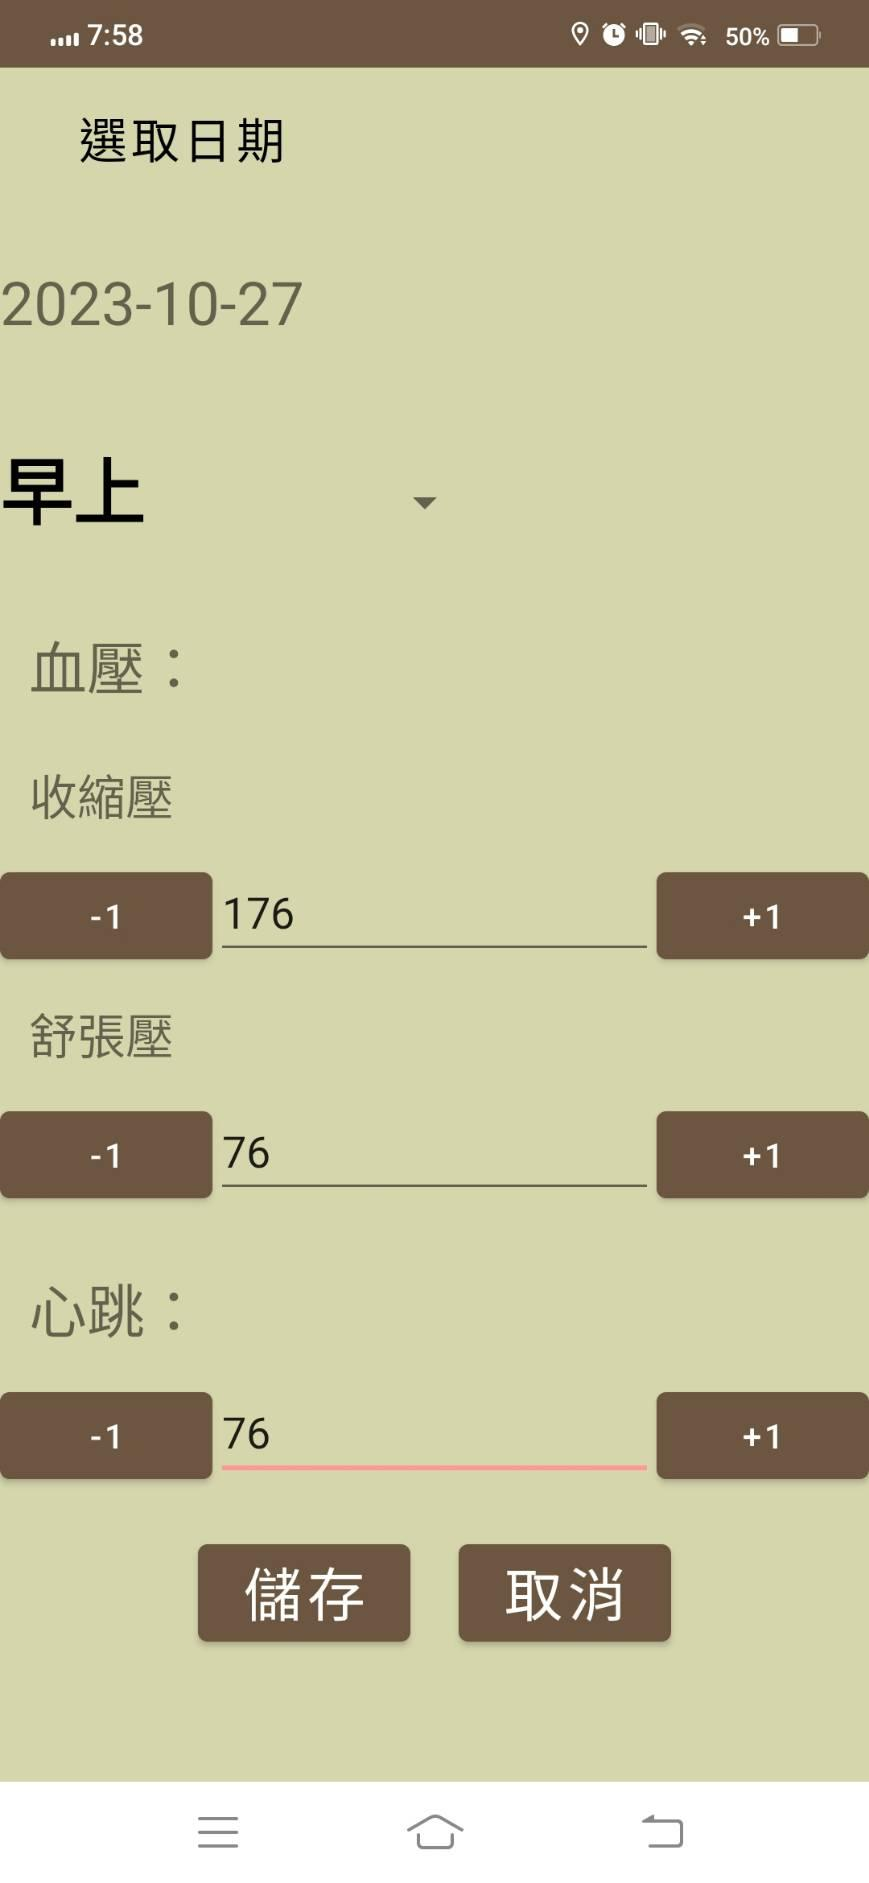 7:58 50%
選取日期
2023-10-27
早上
血壓：
收縮壓
-1 176 +1
舒張壓
-1 76 +1
心跳：
-1 76 +1
儲存 取消